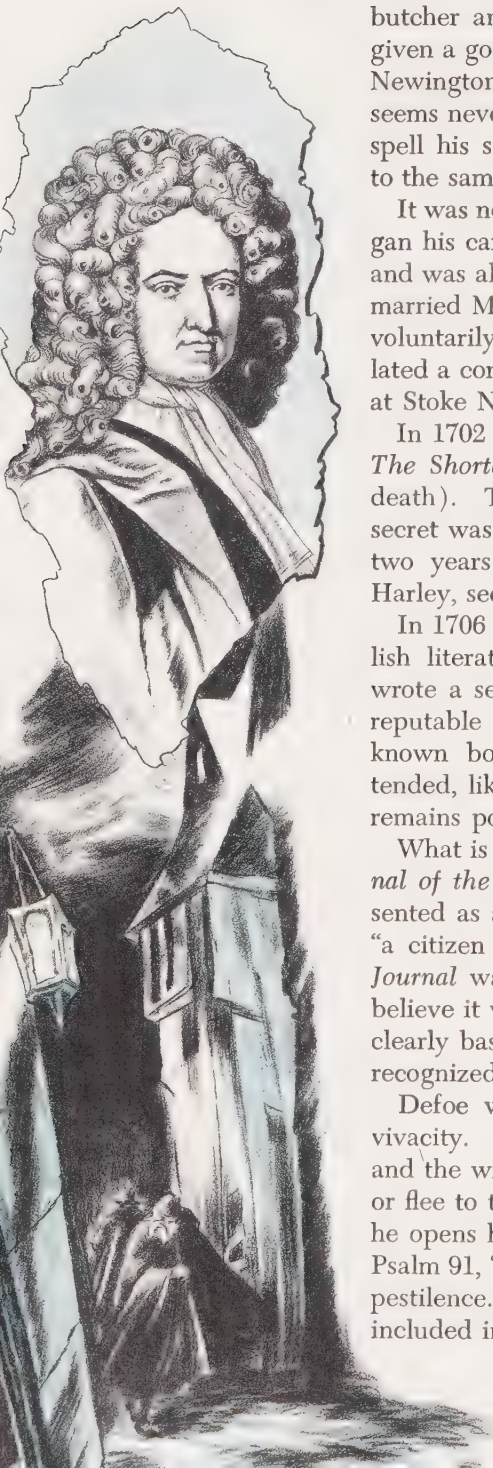 butcher an
given a go
Newington
seems neve
spell his s
to the sam
It was no
gan his ca
and was al
married M
voluntarily
lated a con
at Stoke N
In 1702
The Short
death). T
secret was
two years
Harley, sec
In 1706
lish literat
wrote a se
reputable
known bo
tended, lik
remains po
What is
nal of the
sented as
"a citizen
Journal wa
believe it v
clearly bas
recognized
Defoe v
vivacity.
and the w
or flee to t
he opens h
Psalm 91, "
pestilence.
included in